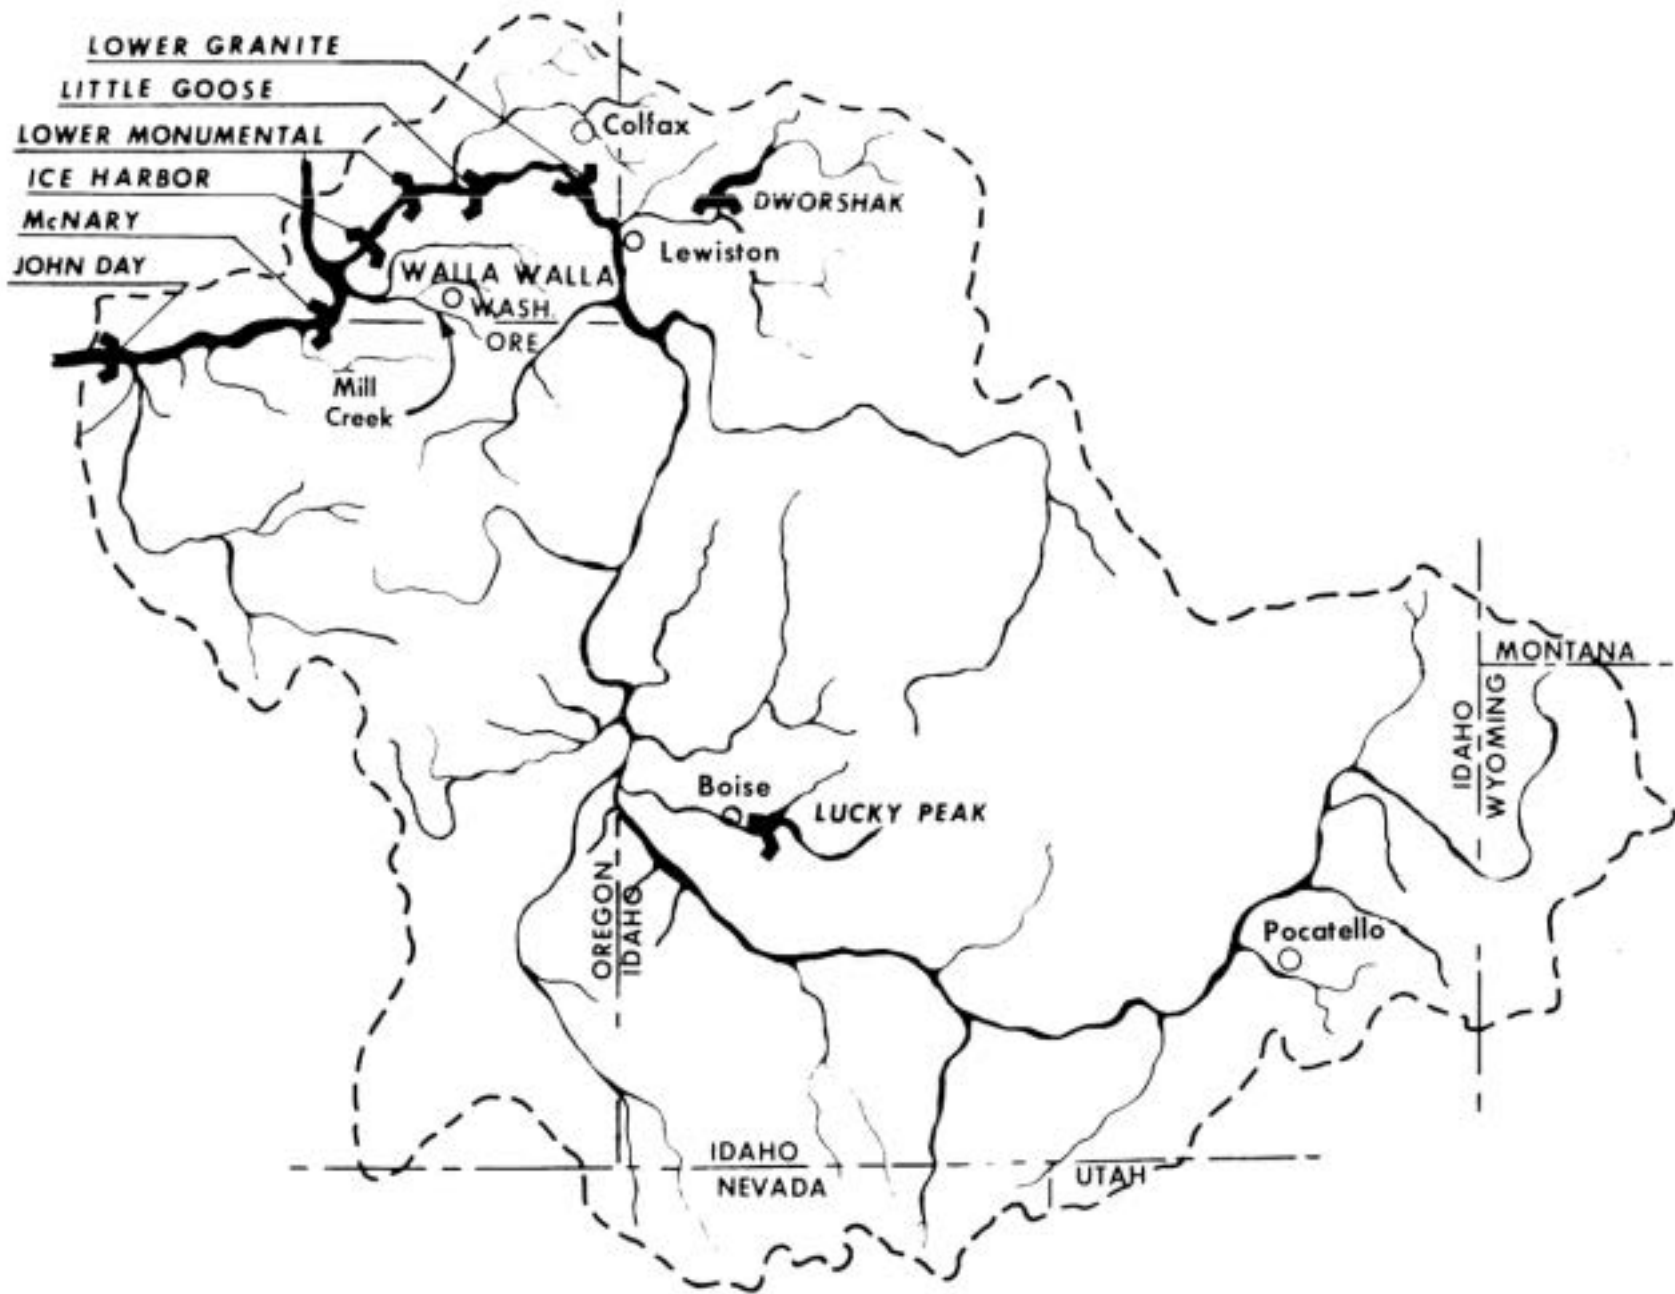 LOWER GRANITE
LITTLE GOOSE
LOWER MONUMENTAL
ICE HARBOR
McNARY
JOHN DAY
Colfax
DWORSHAK
Lewiston
WALLA WALLA
WASH.
ORE
Mill
Creek
MONTANA
IDAHO
WYOMING
Boise
LUCKY PEAK
OREGON
IDAHO
Pocatello
IDAHO
NEVADA
UTAH